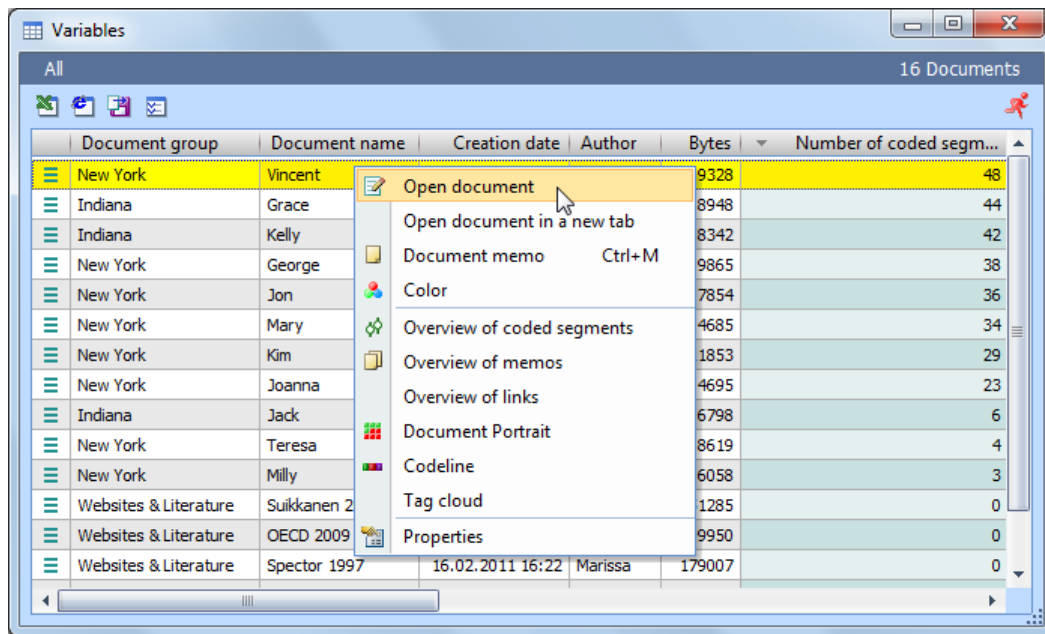 Variables
All 16 Documents
Document group Document name Creation date Author Bytes Number of coded segm...
New York Vincent 9328 48
Indiana Grace 8948 44
Indiana Kelly 8342 42
New York George 9865 38
New York Jon 7854 36
New York Mary 4685 34
New York Kim 1853 29
New York Joanna 4695 23
Indiana Jack 6798 6
New York Teresa 8619 4
New York Milly 6058 3
Websites & Literature Suikkanen 2 1285 0
Websites & Literature OECD 2009 9950 0
Websites & Literature Spector 1997 16.02.2011 16:22 Marissa 179007 0
Open document
Open document in a new tab
Document memo Ctrl+M
Color
Overview of coded segments
Overview of memos
Overview of links
Document Portrait
Codeline
Tag cloud
Properties